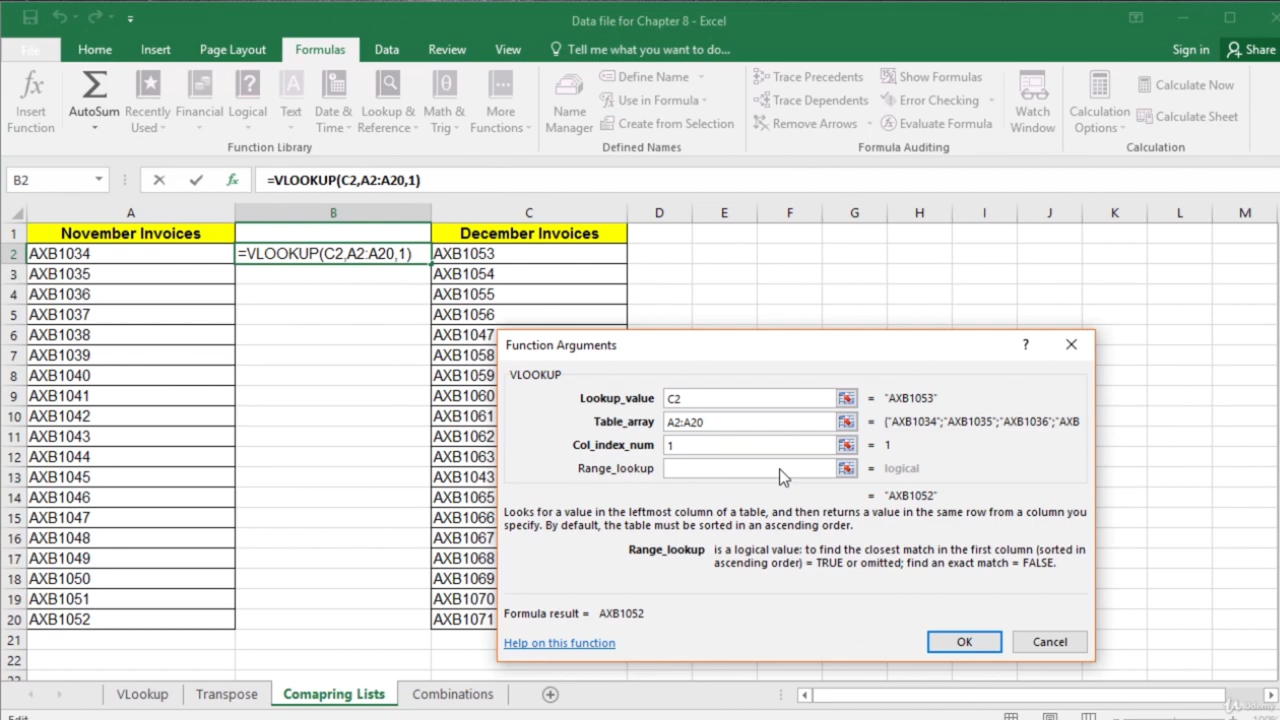 Data file for Chapter 8 - Excel
File Home Insert Page Layout Formulas Data Review View Tell me what you want to do... Sign in Share
fx
Insert Function
AutoSum
Recently Used
Financial
Logical
Text
Date & Time
Lookup & Reference
Math & Trig
More Functions
Function Library
Name Manager
Define Name
Use in Formula
Create from Selection
Defined Names
Trace Precedents
Trace Dependents
Remove Arrows
Show Formulas
Error Checking
Evaluate Formula
Formula Auditing
Watch Window
Calculation Options
Calculate Now
Calculate Sheet
Calculation
B2 fx =VLOOKUP(C2,A2:A20,1)
A B C D E F G H I J K L M
1 November Invoices December Invoices
2 AXB1034 =VLOOKUP(C2,A2:A20,1) AXB1053
3 AXB1035 AXB1054
4 AXB1036 AXB1055
5 AXB1037 AXB1056
6 AXB1038 AXB1047
7 AXB1039 AXB1058
8 AXB1040 AXB1059
9 AXB1041 AXB1060
10 AXB1042 AXB1061
11 AXB1043 AXB1062
12 AXB1044 AXB1063
13 AXB1045 AXB1043
14 AXB1046 AXB1065
15 AXB1047 AXB1066
16 AXB1048 AXB1067
17 AXB1049 AXB1068
18 AXB1050 AXB1069
19 AXB1051 AXB1070
20 AXB1052 AXB1071
21
22
Function Arguments ?
VLOOKUP
Lookup_value C2 = "AXB1053"
Table_array A2:A20 = {"AXB1034";"AXB1035";"AXB1036";"AXB
Col_index_num 1 = 1
Range_lookup = logical
= "AXB1052"
Looks for a value in the leftmost column of a table, and then returns a value in the same row from a column you
specify. By default, the table must be sorted in an ascending order.
Range_lookup is a logical value: to find the closest match in the first column (sorted in
ascending order) = TRUE or omitted; find an exact match = FALSE.
Formula result = AXB1052
Help on this function OK Cancel
VLookup Transpose Comapring Lists Combinations
Edit
Udemy